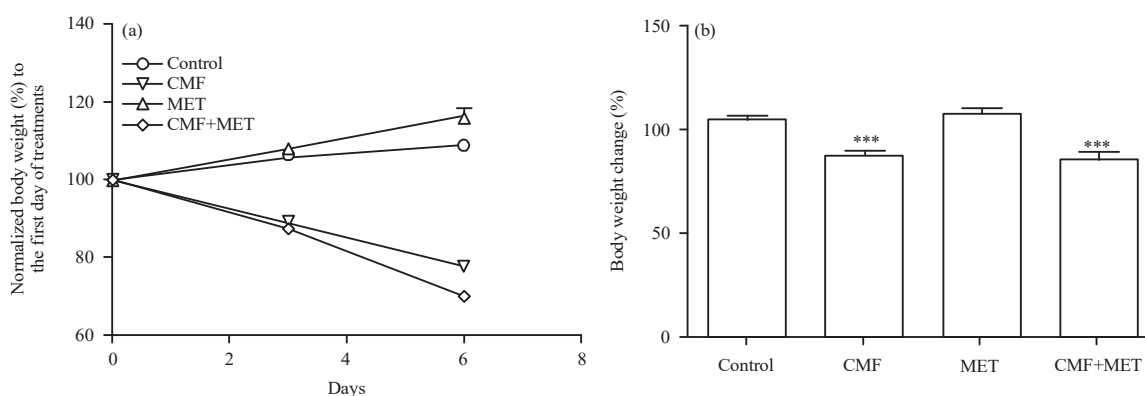 (a)
Normalized body weight (%) to
the first day of treatments
140
120
100
80
60
Control
CMF
MET
CMF+MET
0
2
4
6
8
Days
(b)
Body weight change (%)
150
100
50
0
***
***
Control
CMF
MET
CMF+MET